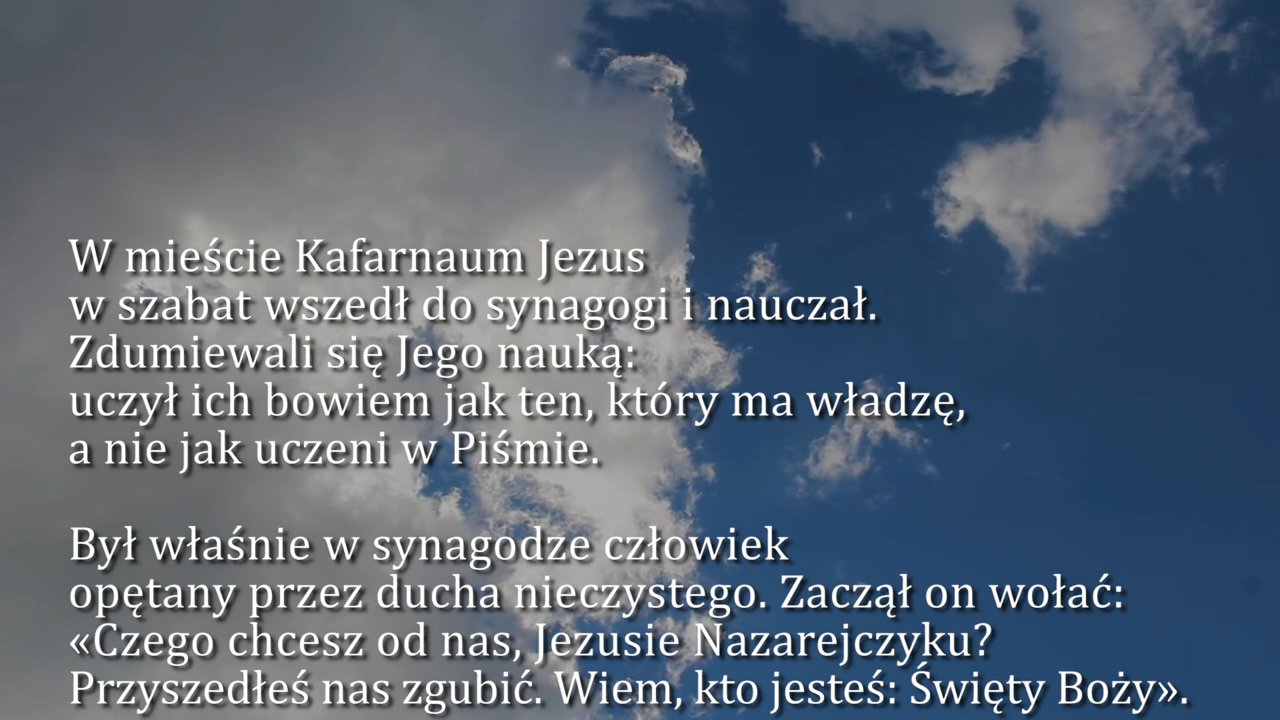 W mieście Kafarnaum Jezus
w szabat wszedł do synagogi i nauczał.
Zdumiewali się Jego nauką:
uczył ich bowiem jak ten, który ma władzę,
a nie jak uczeni w Piśmie.
Był właśnie w synagodze człowiek
opętany przez ducha nieczystego. Zaczął on wołać:
«Czego chcesz od nas, Jezusie Nazarejczyku?
Przyszedłeś nas zgubić. Wiem, kto jesteś: Święty Boży».